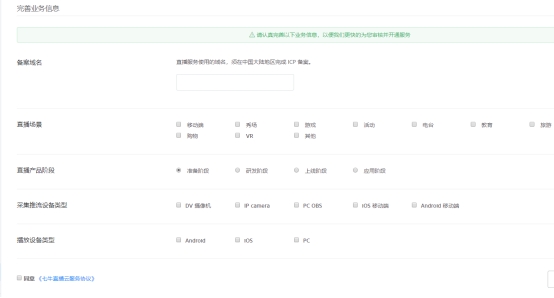 完善业务信息
⚠ 请认真完善以下业务信息，以便我们更快的为您审核并开通服务
备案域名
直播服务使用的域名，须在中国大陆地区完成 ICP 备案。
直播场景
移动端 秀场 游戏 活动 电台 教育 旅游
购物 VR 其他
直播产品阶段
准备阶段 研发阶段 上线阶段 应用阶段
采集推流设备类型
DV 摄像机 IP camera PC OBS IOS 移动端 Android 移动端
播放设备类型
Android IOS PC
同意 《七牛直播云服务协议》